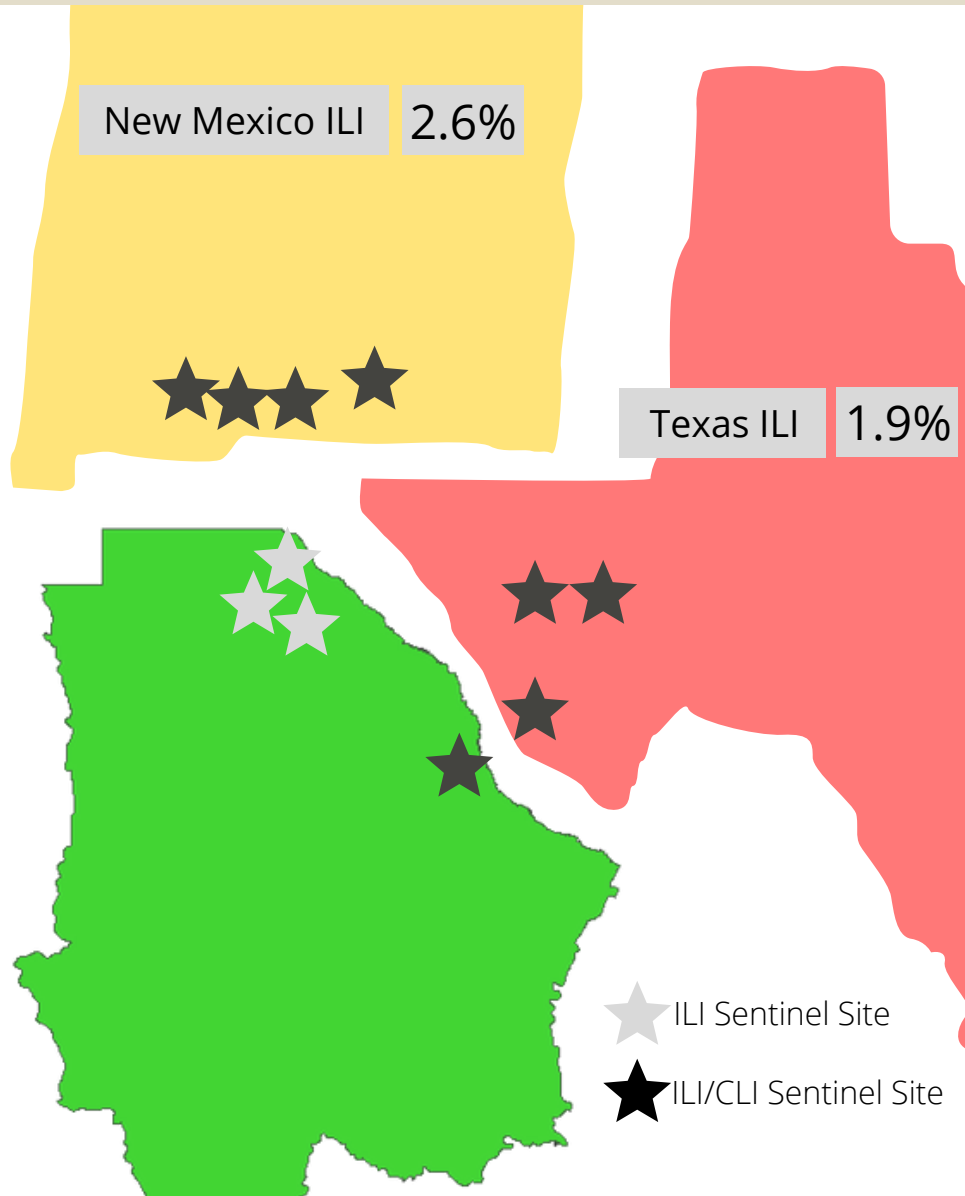 New Mexico ILI 2.6%
Texas ILI 1.9%
ILI Sentinel Site
ILI/CLI Sentinel Site